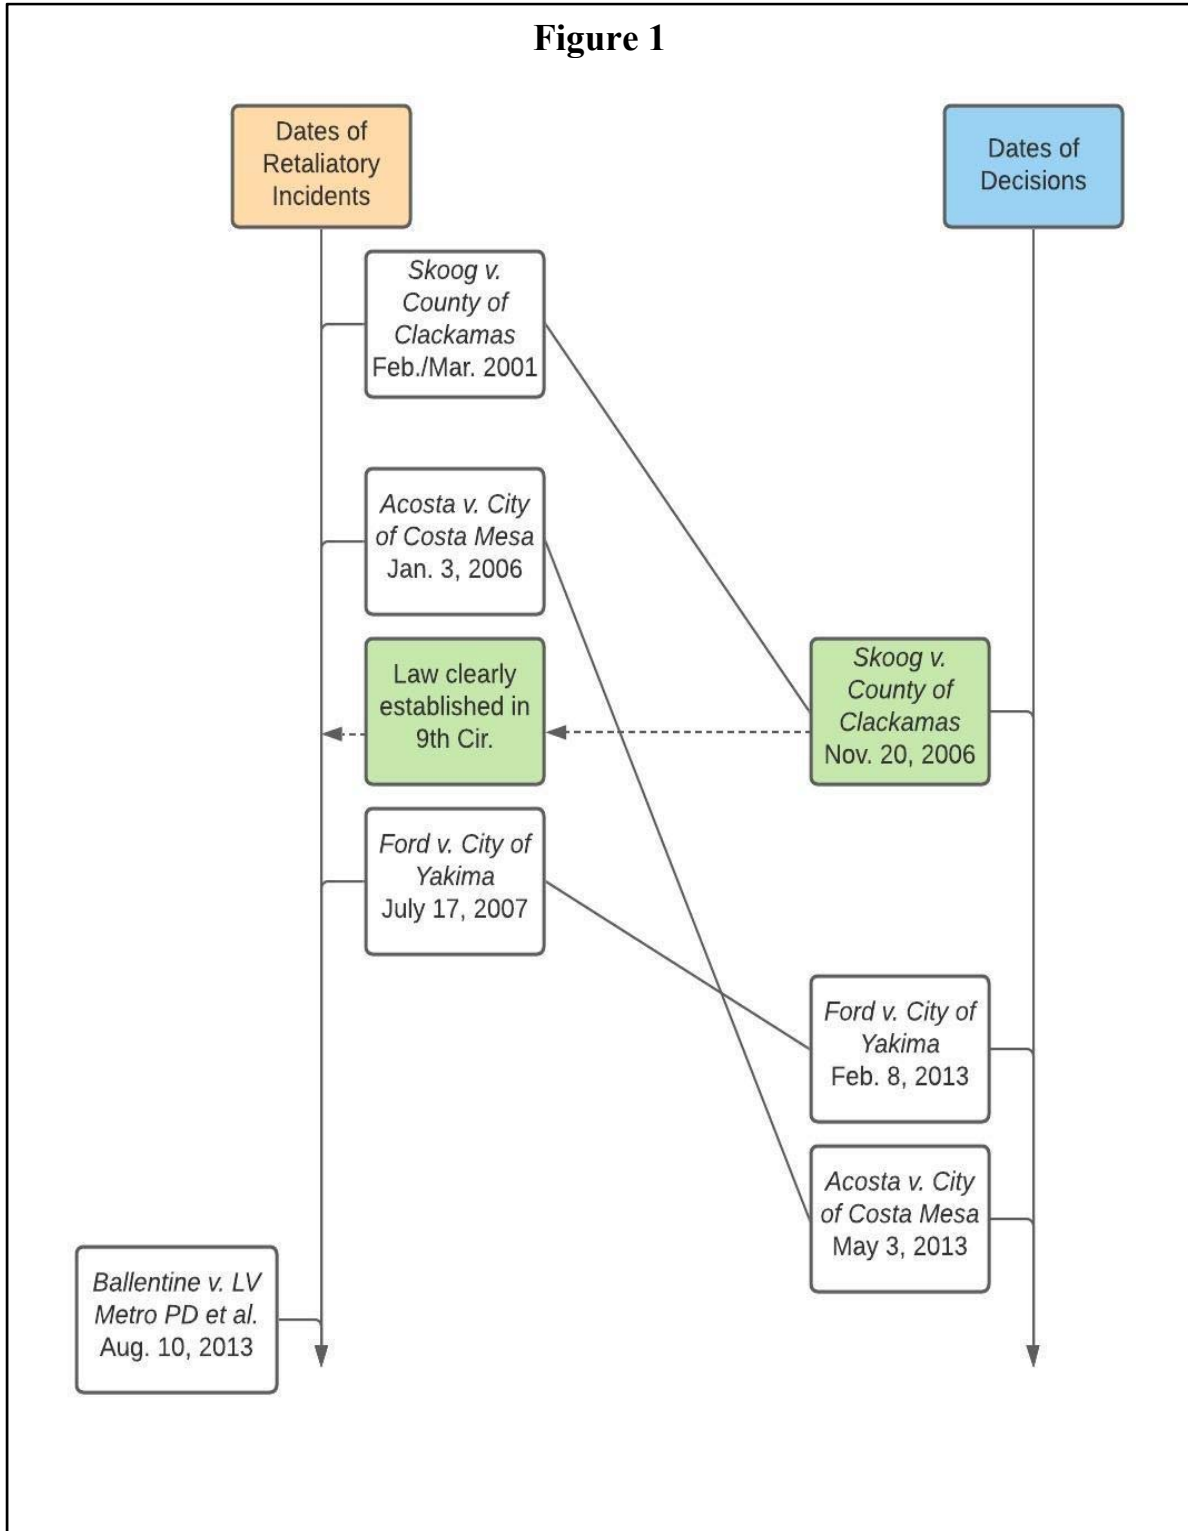 Figure 1
Dates of
Retaliatory
Incidents
Dates of
Decisions
Skoog v.
County of
Clackamas
Feb./Mar. 2001
Acosta v. City
of Costa Mesa
Jan. 3, 2006
Law clearly
established in
9th Cir.
Skoog v.
County of
Clackamas
Nov. 20, 2006
Ford v. City of
Yakima
July 17, 2007
Ford v. City of
Yakima
Feb. 8, 2013
Acosta v. City
of Costa Mesa
May 3, 2013
Ballentine v. LV
Metro PD et al.
Aug. 10, 2013